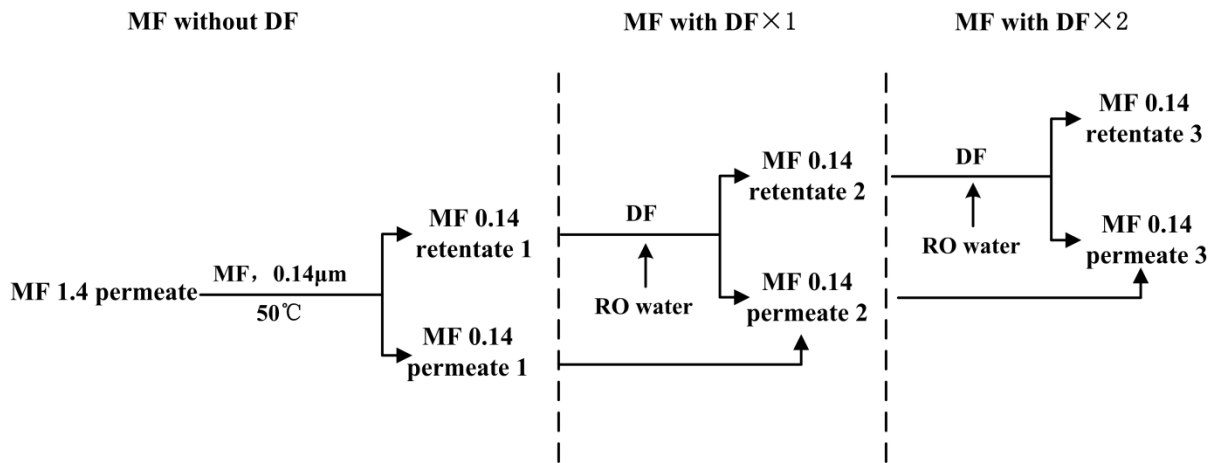 MF without DF
MF with DF×1
MF with DF×2
MF 1.4 permeate
MF，0.14μm
50℃
MF 0.14
retentate 1
MF 0.14
permeate 1
DF
RO water
MF 0.14
retentate 2
MF 0.14
permeate 2
DF
RO water
MF 0.14
retentate 3
MF 0.14
permeate 3